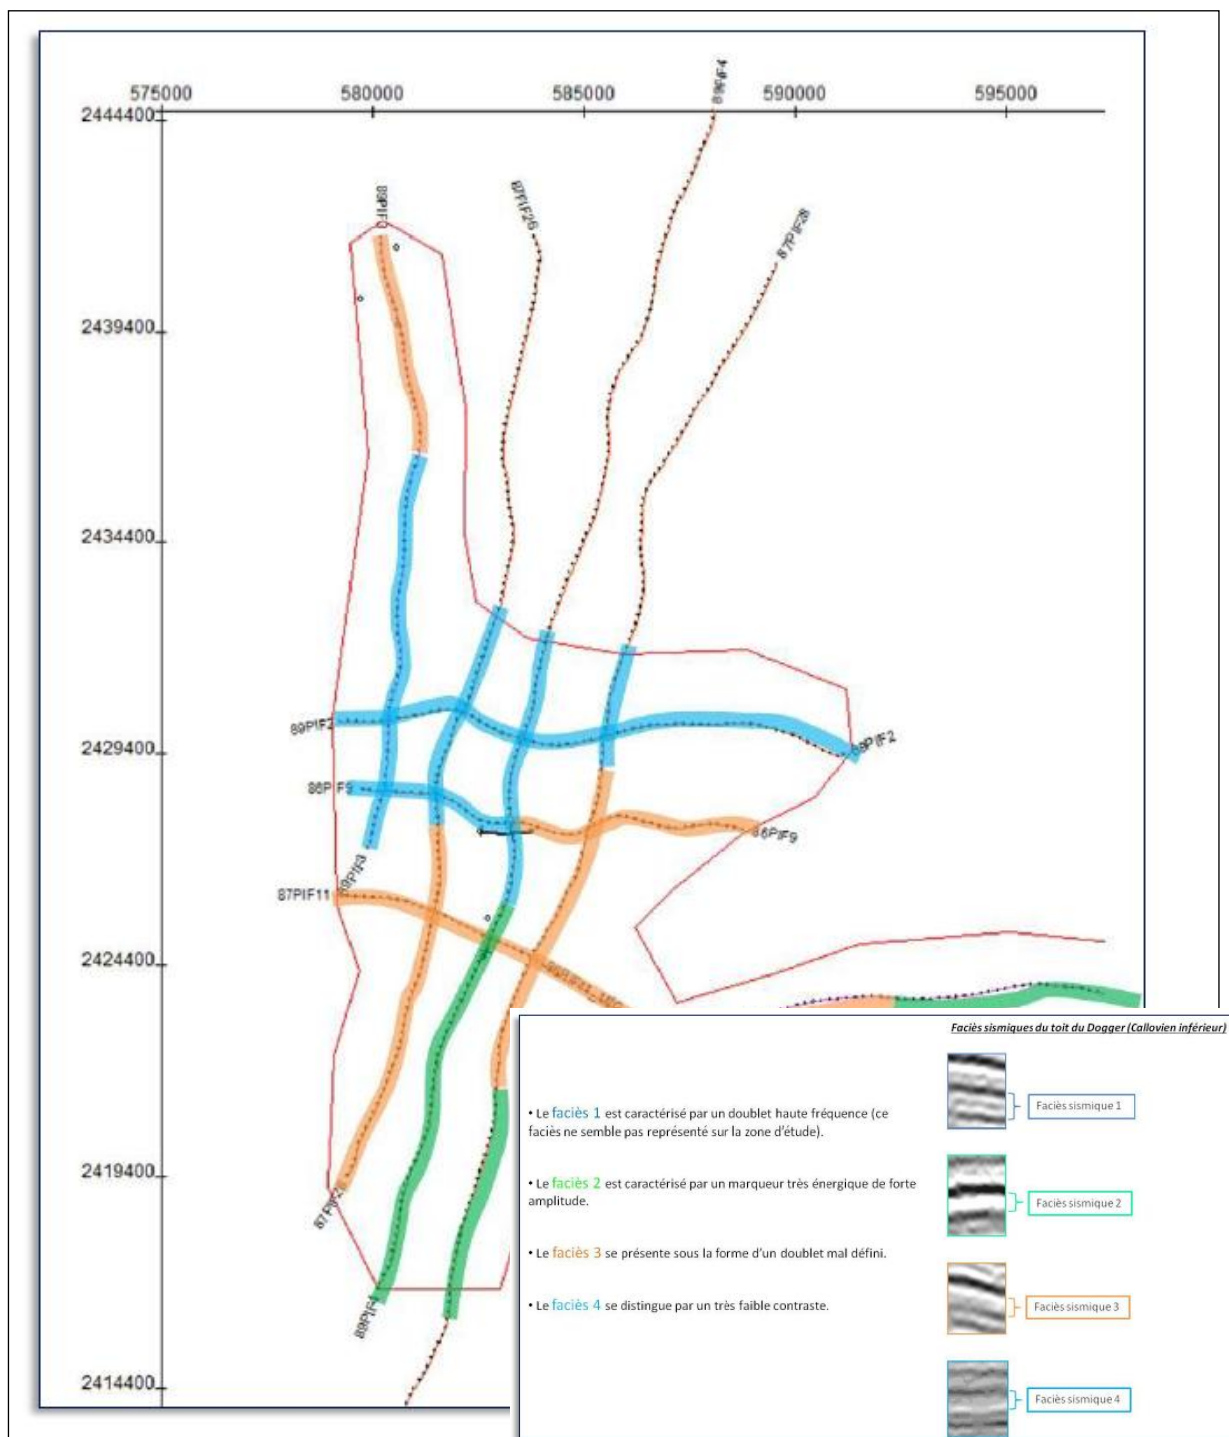 575000 580000 585000 590000 595000
89PIF4
2444400
89PIF3
87PIF28
2439400
2434400
89PIF2
89PIF2
2429400
86PIF9
86PIF9
89PIF3
87PIF11
2424400
2419400
89PIF4
2414400
Faciès sismiques du toit du Dogger (Callovien inférieur)
• Le faciès 1 est caractérisé par un doublet haute fréquence (ce
faciès ne semble pas représenté sur la zone d'étude).
Faciès sismique 1
• Le faciès 2 est caractérisé par un marqueur très énergique de forte
amplitude.
Faciès sismique 2
• Le faciès 3 se présente sous la forme d'un doublet mal défini.
Faciès sismique 3
• Le faciès 4 se distingue par un très faible contraste.
Faciès sismique 4